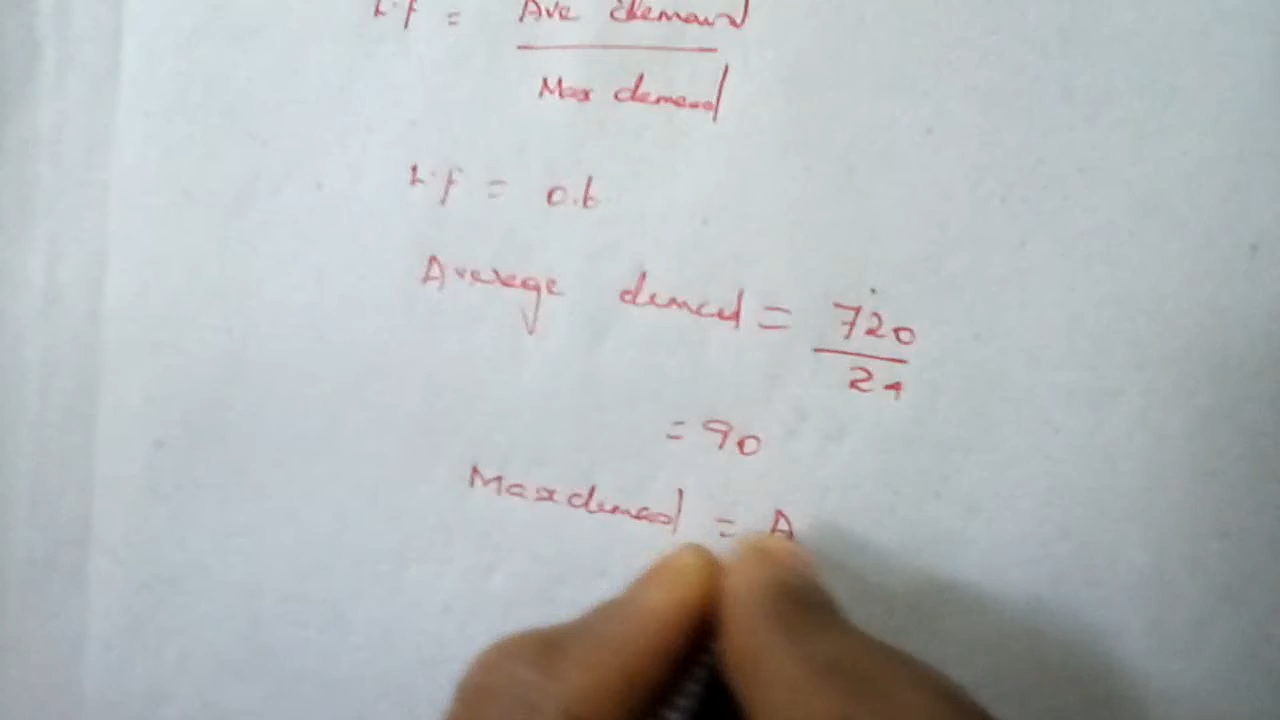 L.f = Ave demand
Max demand
L.f = 0.6
Average demand = 720
24
= 90
Max demand = A